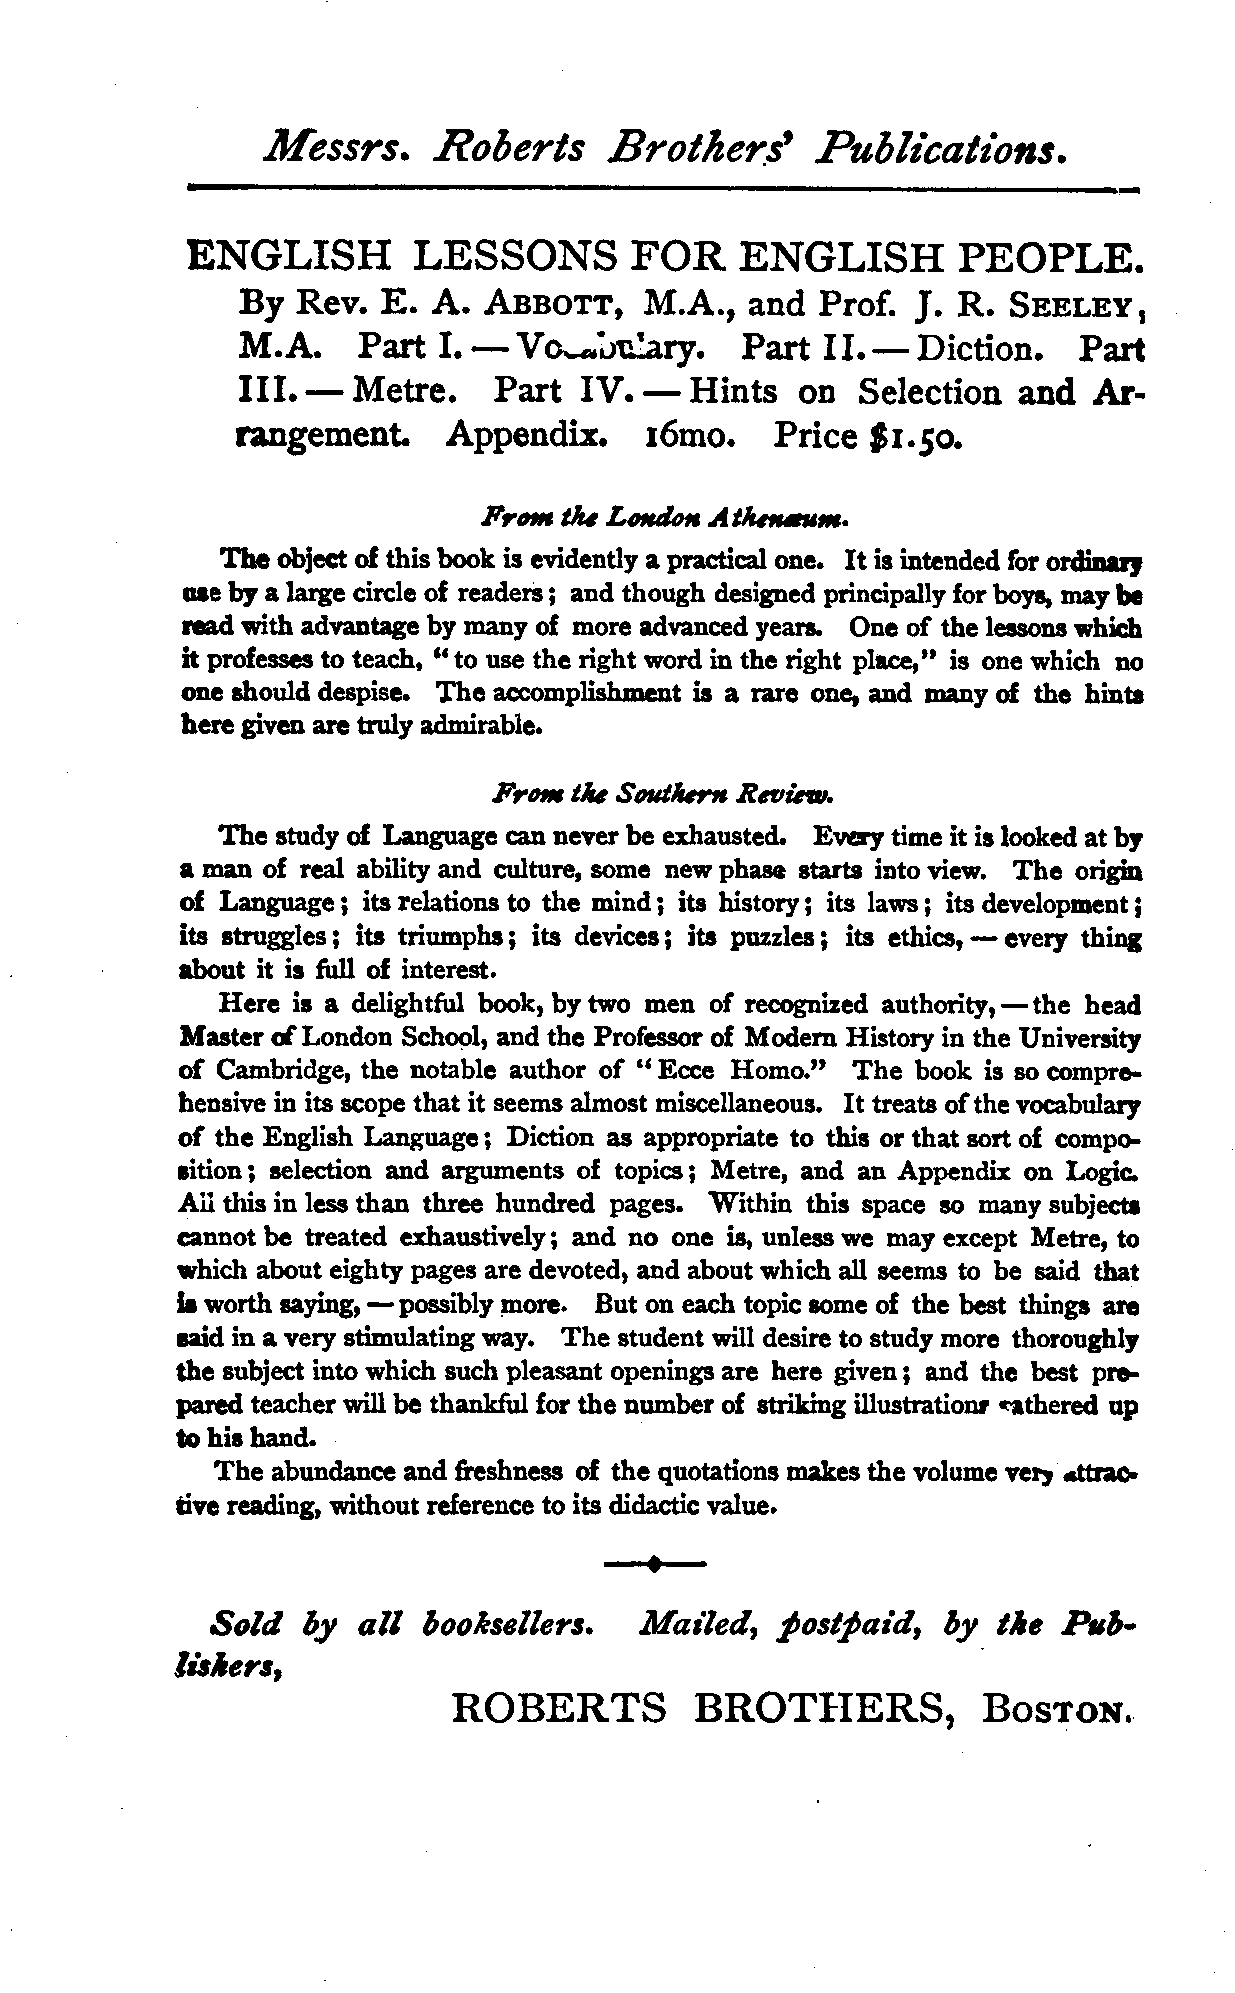 Messrs. Roberts Brothers' Publications.
ENGLISH LESSONS FOR ENGLISH PEOPLE.
By Rev. E. A. ABBOTT, M.A., and Prof. J. R. SEELEY,
M.A. Part I. — Vocabulary. Part II. — Diction. Part
III. — Metre. Part IV. — Hints on Selection and Ar-
rangement. Appendix. 16mo. Price $1.50.
From the London Athenæum.
The object of this book is evidently a practical one. It is intended for ordinary
use by a large circle of readers; and though designed principally for boys, may be
read with advantage by many of more advanced years. One of the lessons which
it professes to teach, "to use the right word in the right place," is one which no
one should despise. The accomplishment is a rare one, and many of the hints
here given are truly admirable.
From the Southern Review.
The study of Language can never be exhausted. Every time it is looked at by
a man of real ability and culture, some new phase starts into view. The origin
of Language; its relations to the mind; its history; its laws; its development;
its struggles; its triumphs; its devices; its puzzles; its ethics, — every thing
about it is full of interest.
Here is a delightful book, by two men of recognized authority, — the head
Master of London School, and the Professor of Modern History in the University
of Cambridge, the notable author of "Ecce Homo." The book is so compre-
hensive in its scope that it seems almost miscellaneous. It treats of the vocabulary
of the English Language; Diction as appropriate to this or that sort of compo-
sition; selection and arguments of topics; Metre, and an Appendix on Logic.
All this in less than three hundred pages. Within this space so many subjects
cannot be treated exhaustively; and no one is, unless we may except Metre, to
which about eighty pages are devoted, and about which all seems to be said that
is worth saying, — possibly more. But on each topic some of the best things are
said in a very stimulating way. The student will desire to study more thoroughly
the subject into which such pleasant openings are here given; and the best pre-
pared teacher will be thankful for the number of striking illustrations gathered up
to his hand.
The abundance and freshness of the quotations makes the volume very attrac-
tive reading, without reference to its didactic value.
Sold by all booksellers. Mailed, postpaid, by the Pub-
lishers,
ROBERTS BROTHERS, BOSTON.